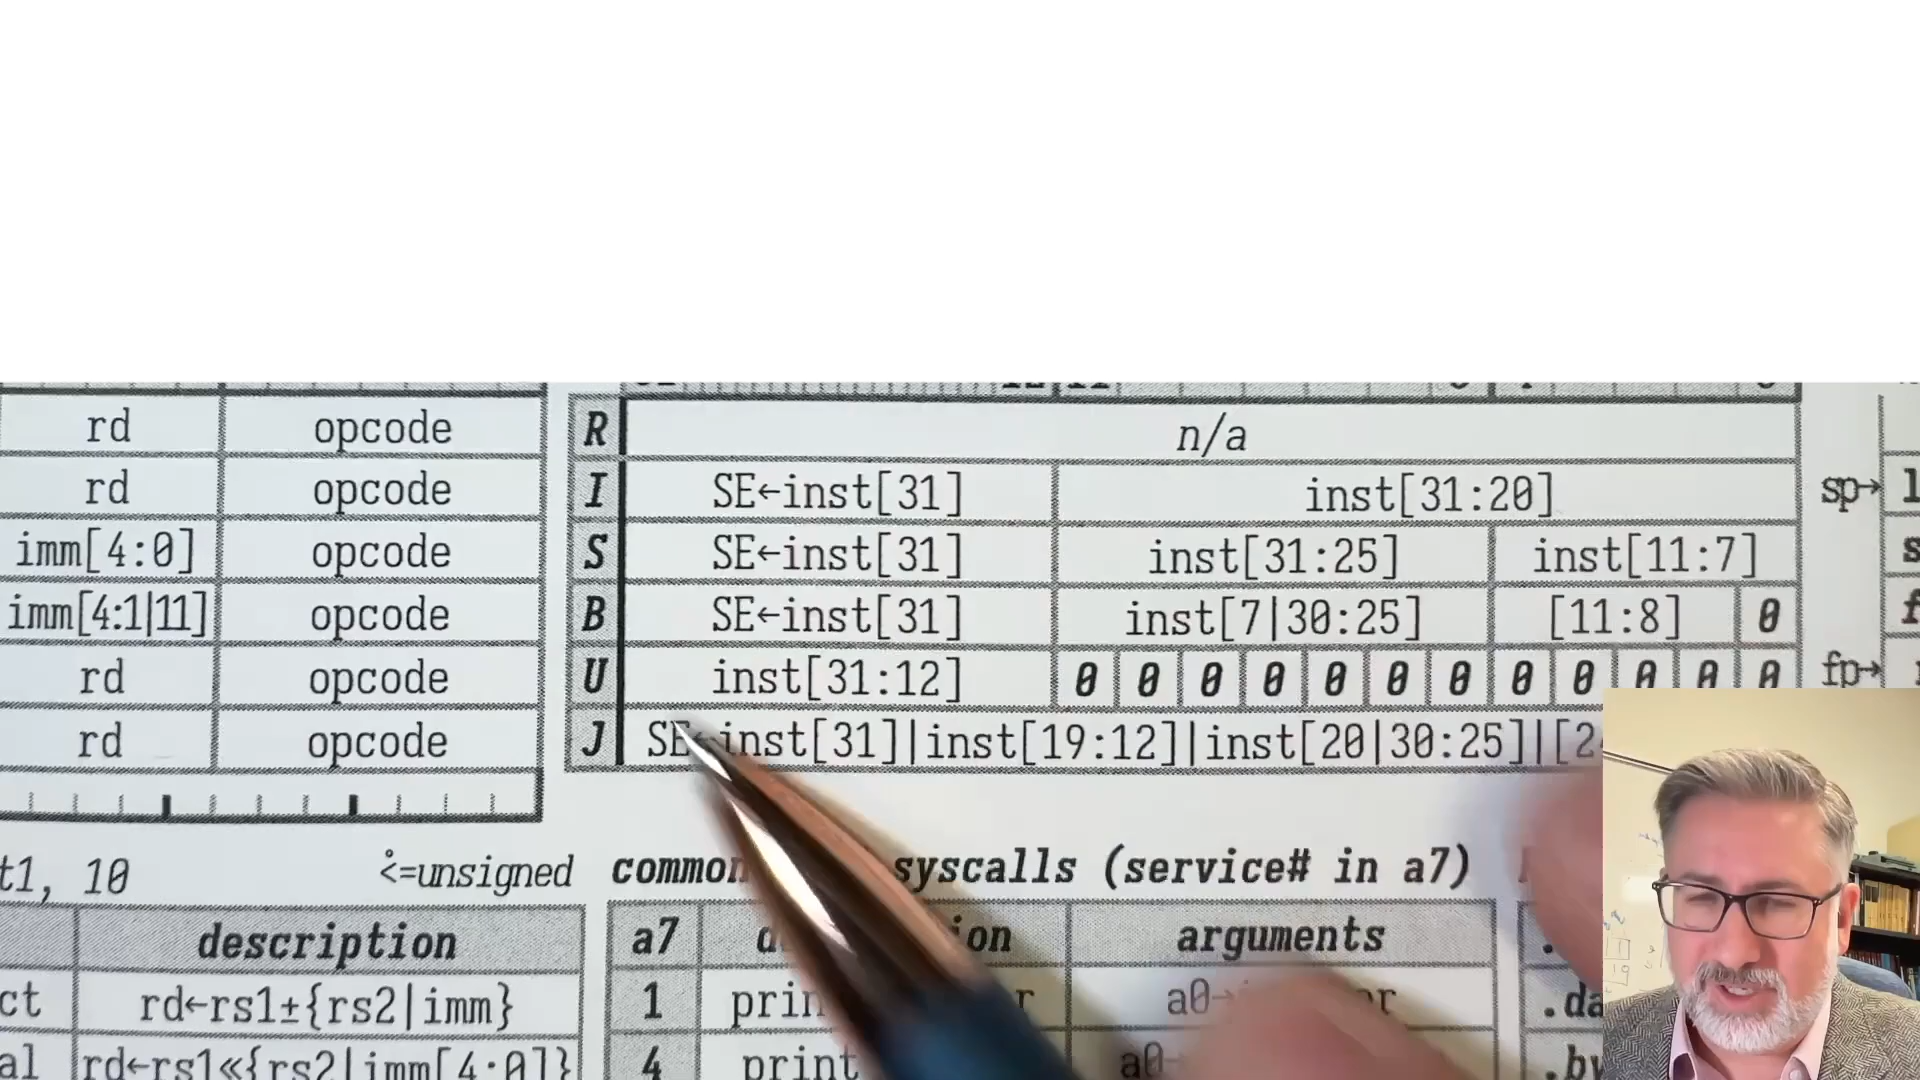 rd opcode R n/a
rd opcode I SE←inst[31] inst[31:20] sp→
imm[4:0] opcode S SE←inst[31] inst[31:25] inst[11:7]
imm[4:1|11] opcode B SE←inst[31] inst[7|30:25] [11:8] 0
rd opcode U inst[31:12] 0 0 0 0 0 0 0 0 0 0 0 0 fp→
rd opcode J SE←inst[31]|inst[19:12]|inst[20|30:25]|[2
t1, 10 <=unsigned common syscalls (service# in a7)
description a7 arguments
ct rd←rs1±{rs2|imm} 1 .da
al rd←rs1≪{rs2|imm[4:0]} 4 print .by